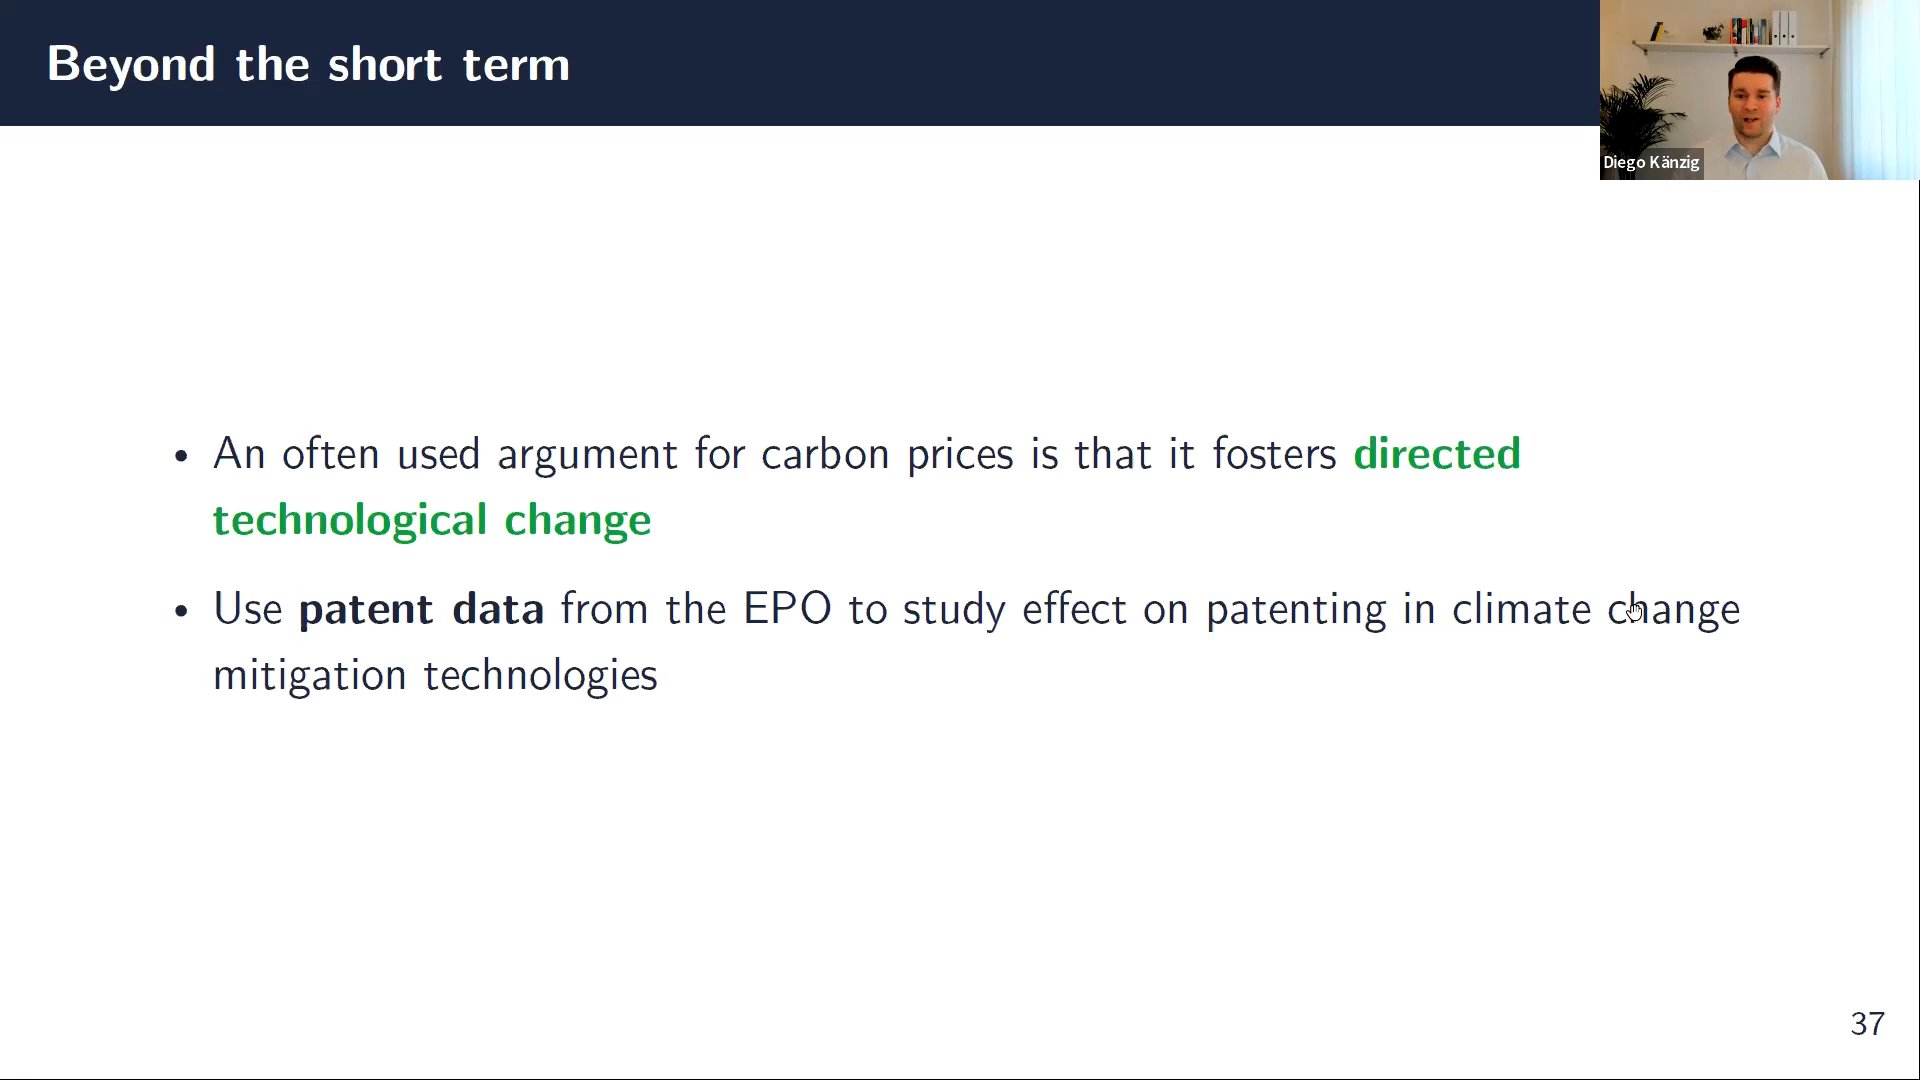 Beyond the short term
Diego Känzig
• An often used argument for carbon prices is that it fosters directed
technological change
• Use patent data from the EPO to study effect on patenting in climate change
mitigation technologies
37